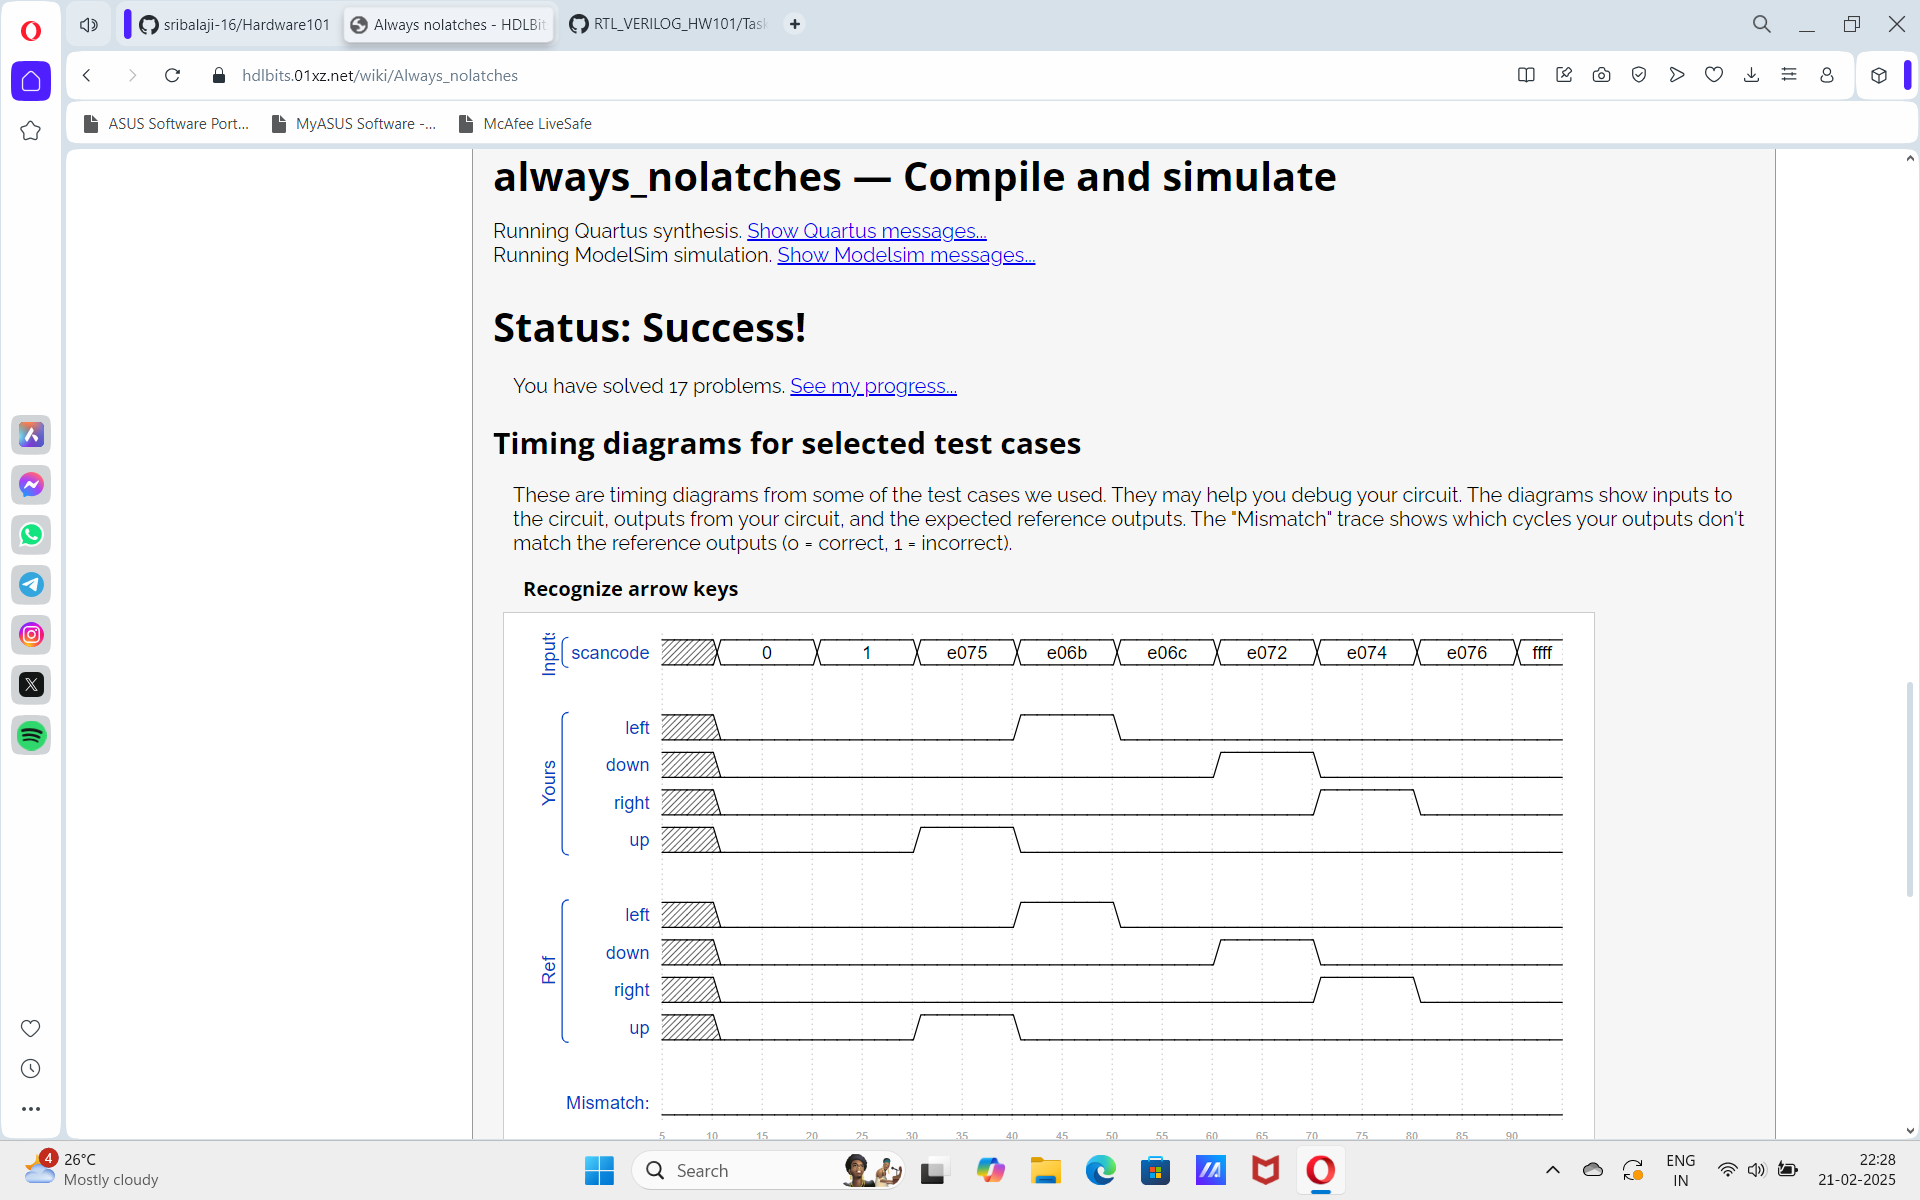 sribalaji-16/Hardware101
Always nolatches - HDLBit
RTL_VERILOG_HW101/Task
hdlbits.01xz.net/wiki/Always_nolatches
ASUS Software Port...
MyASUS Software -...
McAfee LiveSafe
always_nolatches — Compile and simulate
Running Quartus synthesis. Show Quartus messages...
Running ModelSim simulation. Show Modelsim messages...
Status: Success!
You have solved 17 problems. See my progress...
Timing diagrams for selected test cases
These are timing diagrams from some of the test cases we used. They may help you debug your circuit. The diagrams show inputs to
the circuit, outputs from your circuit, and the expected reference outputs. The "Mismatch" trace shows which cycles your outputs don't
match the reference outputs (0 = correct, 1 = incorrect).
Recognize arrow keys
Inputs
scancode 0 1 e075 e06b e06c e072 e074 e076 ffff
Yours
left
down
right
up
Ref
left
down
right
up
Mismatch:
5 10 15 20 25 30 35 40 45 50 55 60 65 70 75 80 85 90
4
26°C
Mostly cloudy
Search
ENG
IN
22:28
21-02-2025